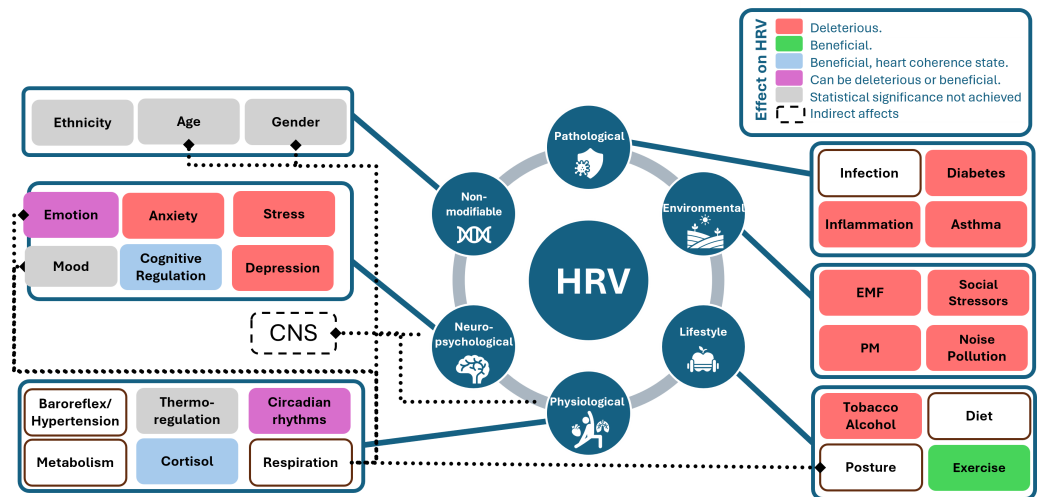 Effect on HRV
Deleterious.
Beneficial.
Beneficial, heart coherence state.
Can be deleterious or beneficial.
Statistical significance not achieved
Indirect affects
Ethnicity
Age
Gender
Emotion
Anxiety
Stress
Mood
Cognitive
Regulation
Depression
CNS
Baroreflex/
Hypertension
Thermo-
regulation
Circadian
rhythms
Metabolism
Cortisol
Respiration
Pathological
Non-
modifiable
Environmental
HRV
Neuro-
psychological
Lifestyle
Physiological
Infection
Diabetes
Inflammation
Asthma
EMF
Social
Stressors
PM
Noise
Pollution
Tobacco
Alcohol
Diet
Posture
Exercise